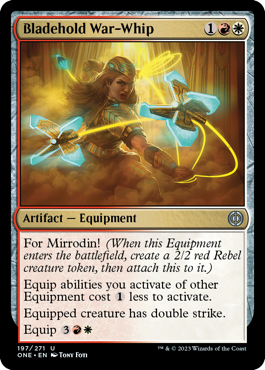 Bladehold War-Whip 1
Artifact — Equipment
For Mirrodin! (When this Equipment
enters the battlefield, create a 2/2 red Rebel
creature token, then attach this to it.)
Equip abilities you activate of other
Equipment cost 1 less to activate.
Equipped creature has double strike.
Equip 3
197/271 U
ONE • EN Tony Foti ™ & © 2023 Wizards of the Coast